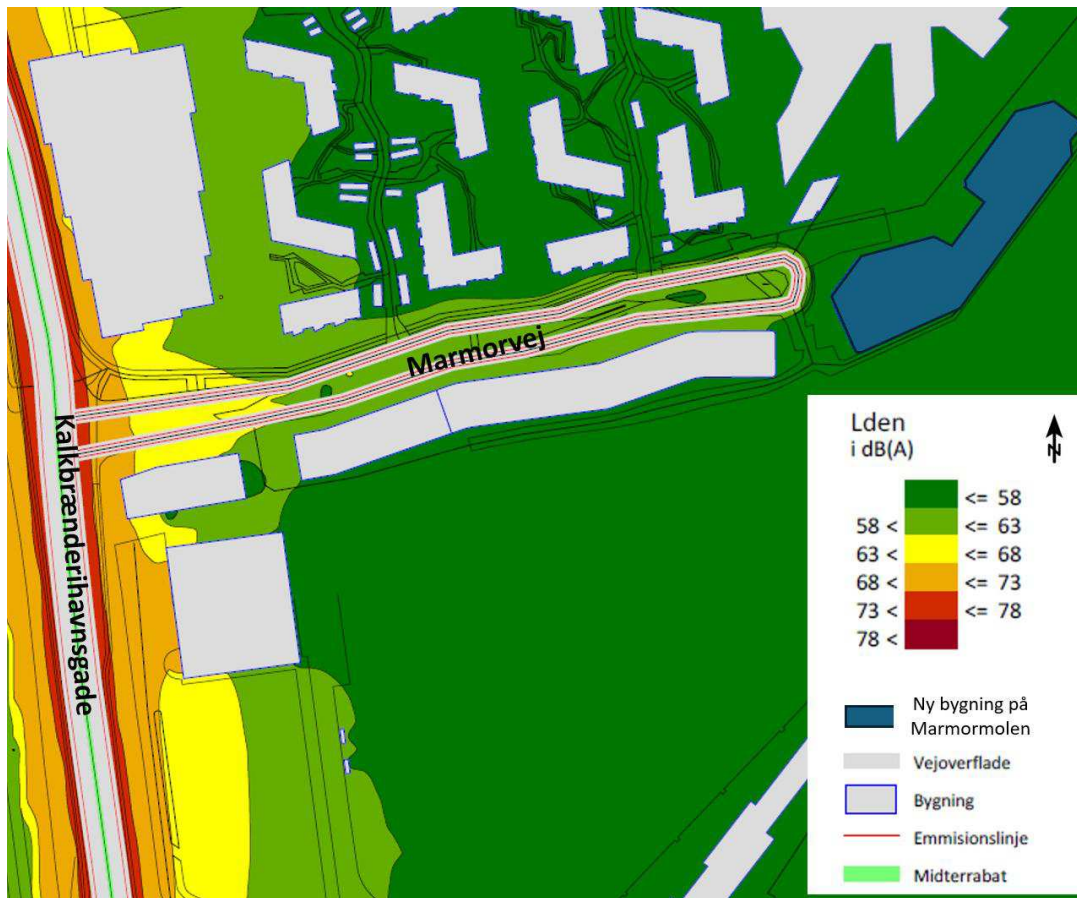 Marmorvej
Kalkbrænderihavnsgade
Lden
i dB(A)
N
<= 58
58 < <= 63
63 < <= 68
68 < <= 73
73 < <= 78
78 <
Ny bygning på
Marmormolen
Vejoverflade
Bygning
Emmisionslinje
Midterrabat